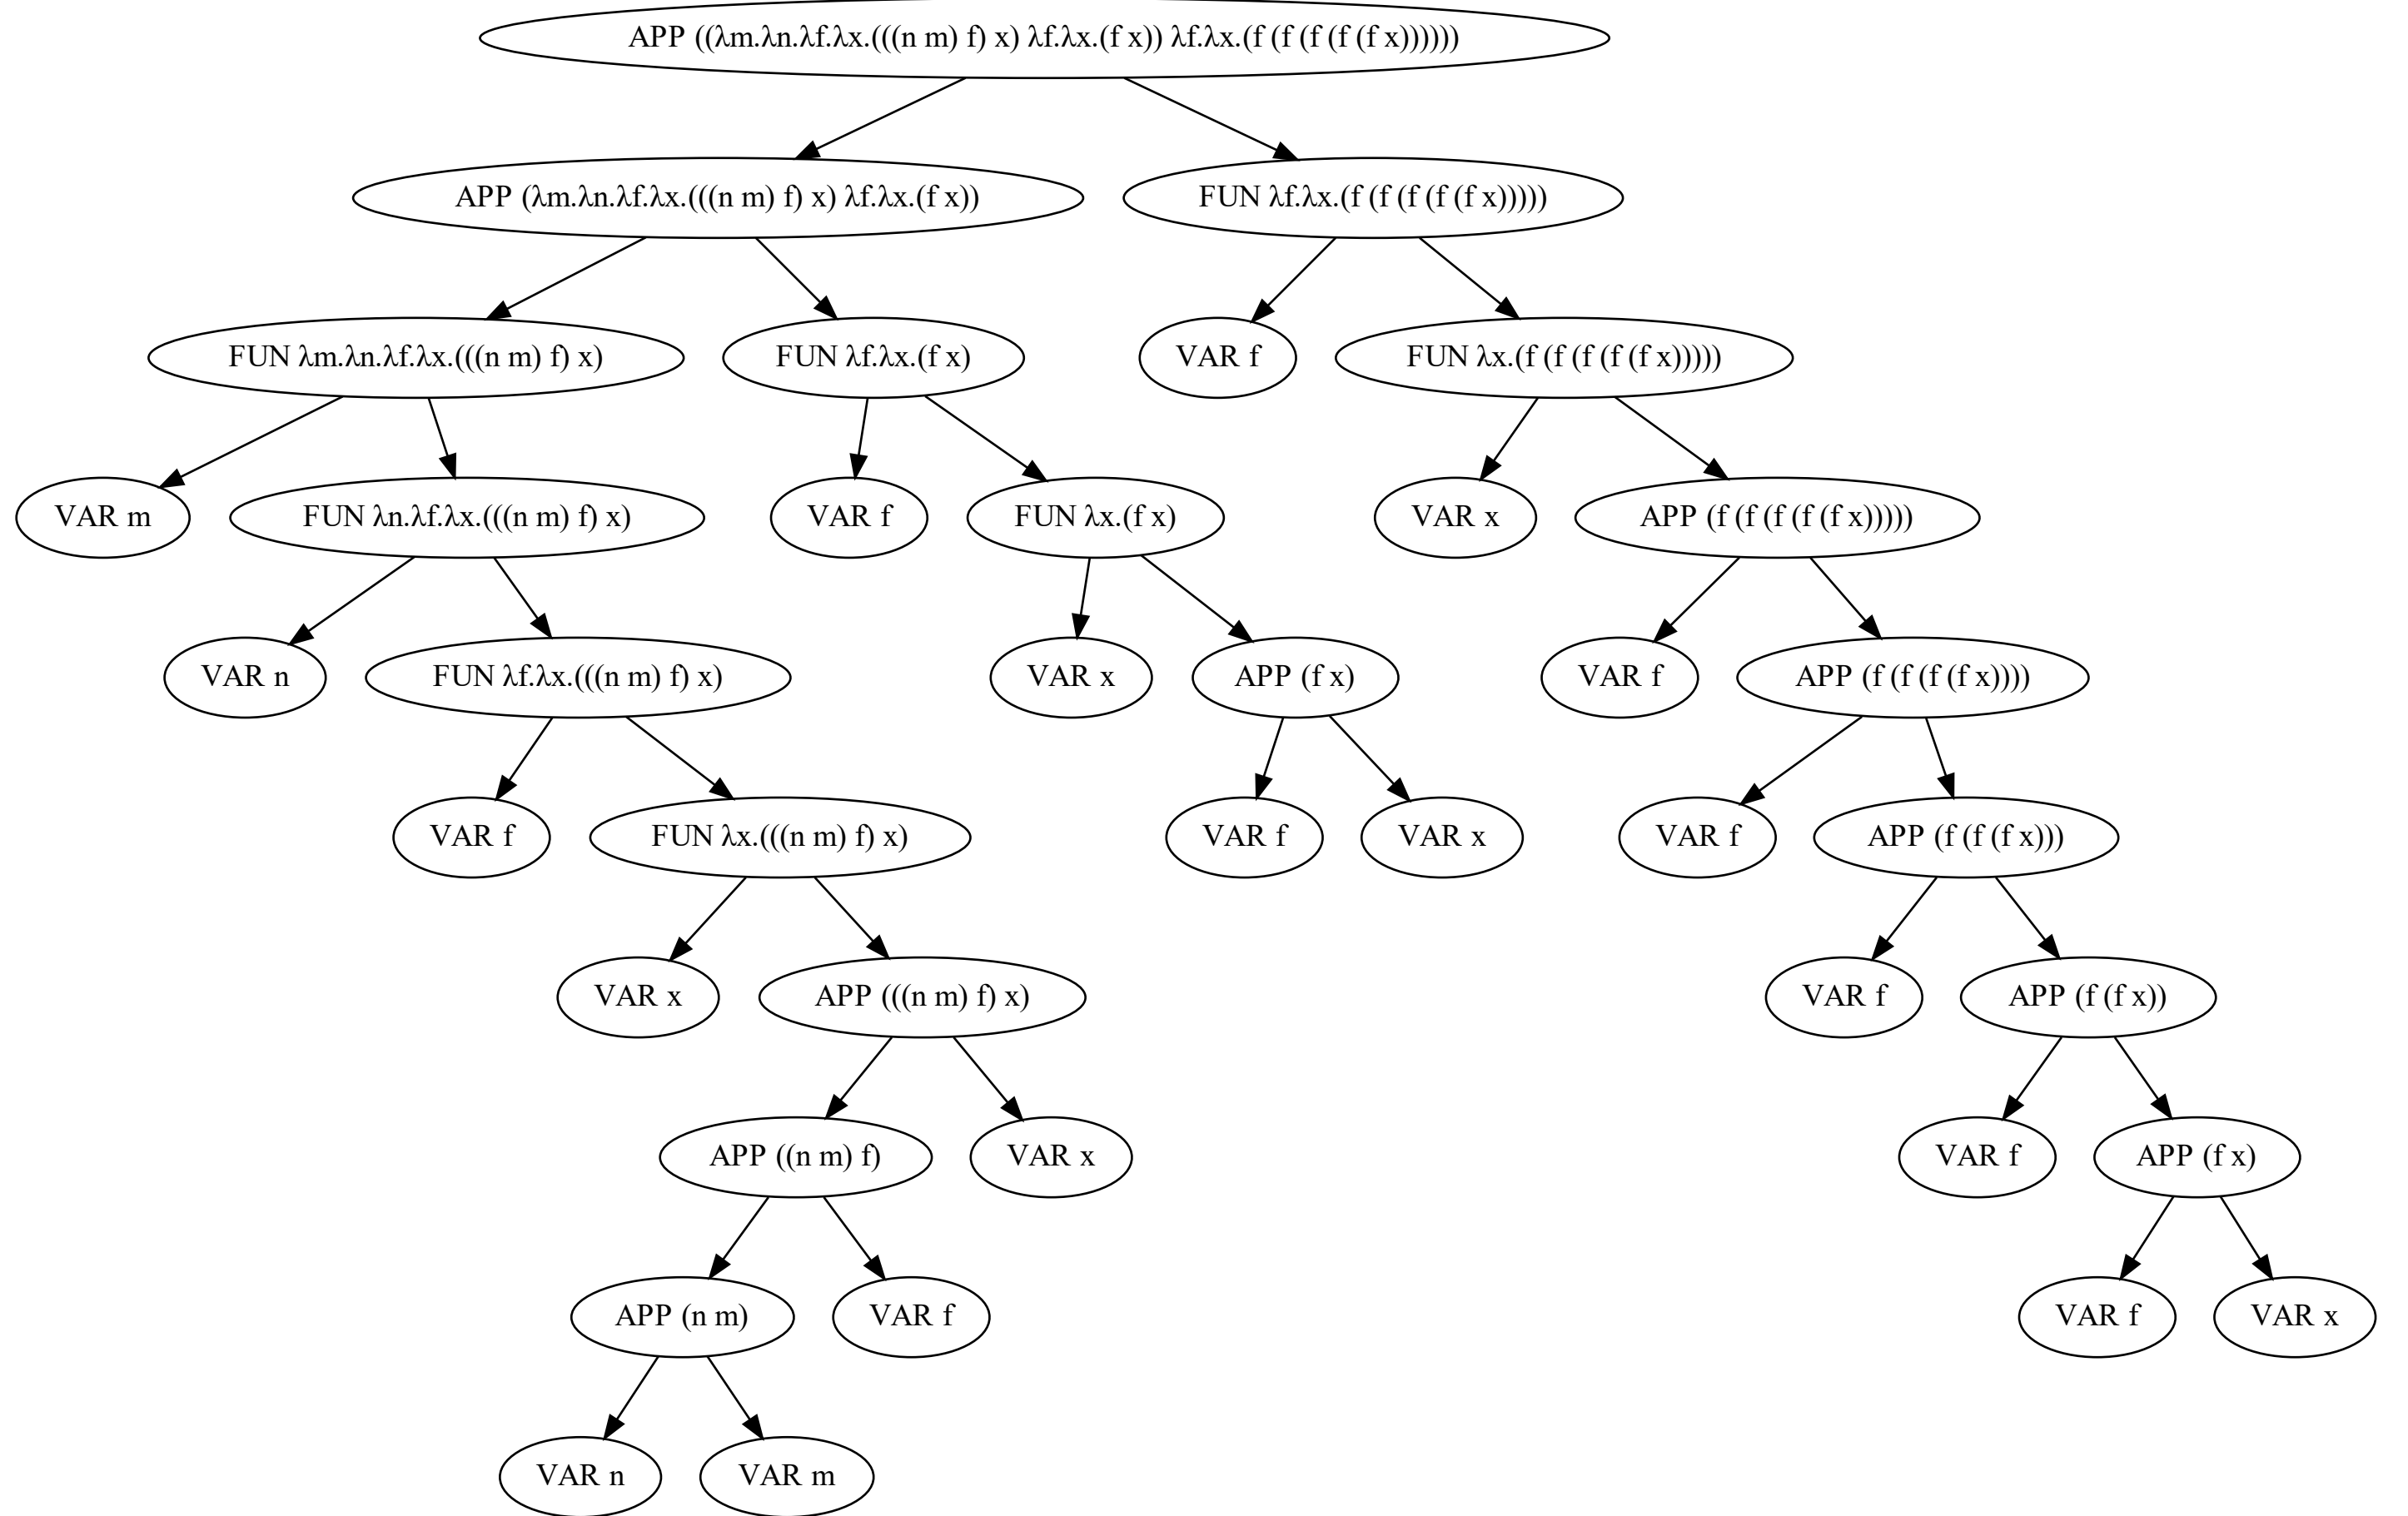 APP ((λm.λn.λf.λx.(((n m) f) x) λf.λx.(f x)) λf.λx.(f (f (f (f (f x))))))
APP (λm.λn.λf.λx.(((n m) f) x) λf.λx.(f x))
FUN λf.λx.(f (f (f (f (f x)))))
FUN λm.λn.λf.λx.(((n m) f) x)
FUN λf.λx.(f x)
VAR f
FUN λx.(f (f (f (f (f x)))))
VAR m
FUN λn.λf.λx.(((n m) f) x)
VAR f
FUN λx.(f x)
VAR x
APP (f (f (f (f (f x)))))
VAR n
FUN λf.λx.(((n m) f) x)
VAR x
APP (f x)
VAR f
APP (f (f (f (f x))))
VAR f
FUN λx.(((n m) f) x)
VAR f
VAR x
VAR f
APP (f (f (f x)))
VAR x
APP (((n m) f) x)
VAR f
APP (f (f x))
APP ((n m) f)
VAR x
VAR f
APP (f x)
APP (n m)
VAR f
VAR f
VAR x
VAR n
VAR m